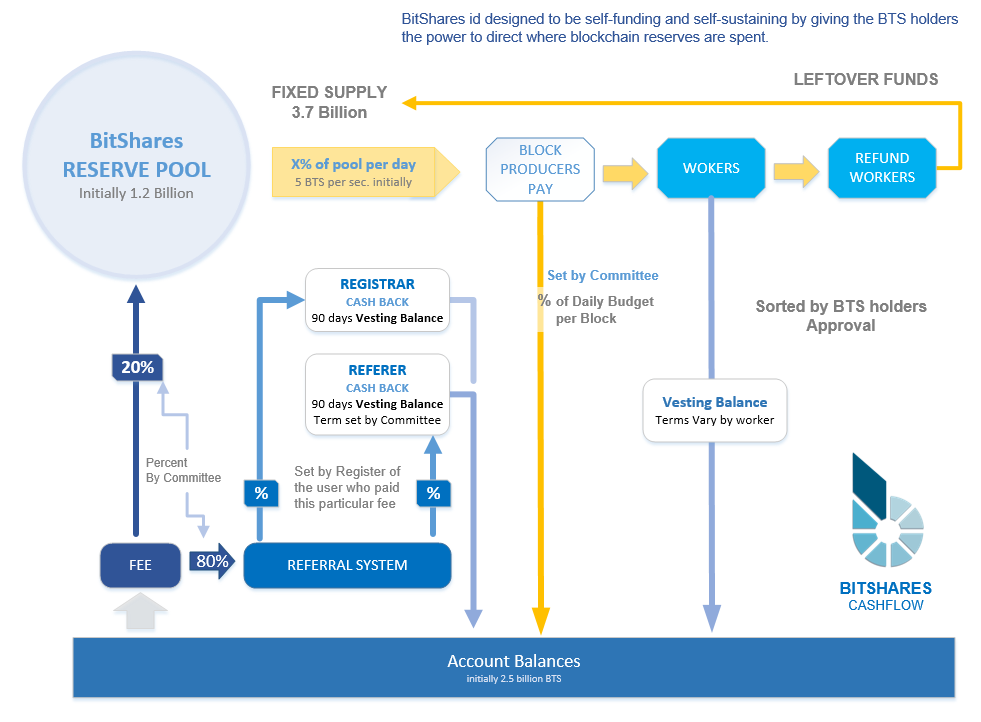 BitShares id designed to be self-funding and self-sustaining by giving the BTS holders
the power to direct where blockchain reserves are spent.
LEFTOVER FUNDS
FIXED SUPPLY
3.7 Billion
BitShares
RESERVE POOL
Initially 1.2 Billion
X% of pool per day
5 BTS per sec. initially
BLOCK
PRODUCERS
PAY
WOKERS
REFUND
WORKERS
Set by Committee
% of Daily Budget
per Block
Sorted by BTS holders
Approval
REGISTRAR
CASH BACK
90 days Vesting Balance
REFERER
CASH BACK
90 days Vesting Balance
Term set by Committee
20%
Percent
By Committee
Vesting Balance
Terms Vary by worker
Set by Register of
the user who paid
this particular fee
%
%
FEE
80%
REFERRAL SYSTEM
BITSHARES
CASHFLOW
Account Balances
initially 2.5 billion BTS